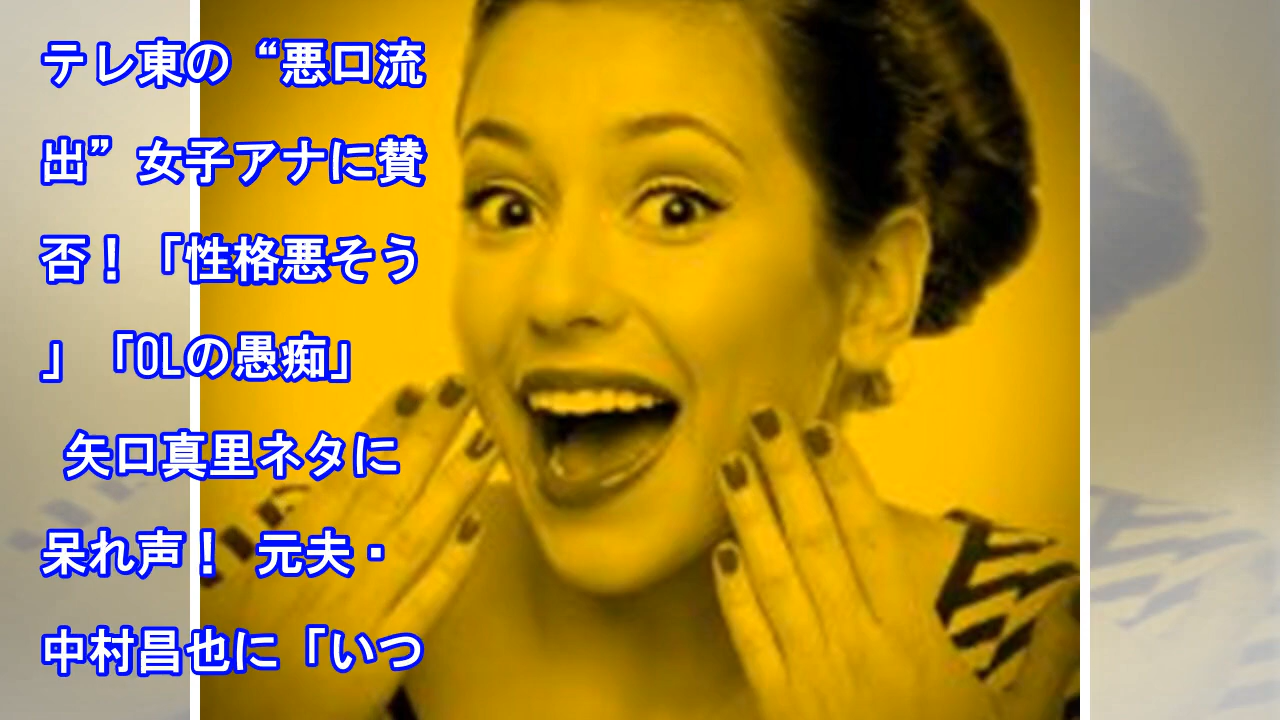 テレ東の“悪口流
出”女子アナに賛
否！「性格悪そう
」「OLの愚痴」
矢口真里ネタに
呆れ声！ 元夫・
中村昌也に「いつ